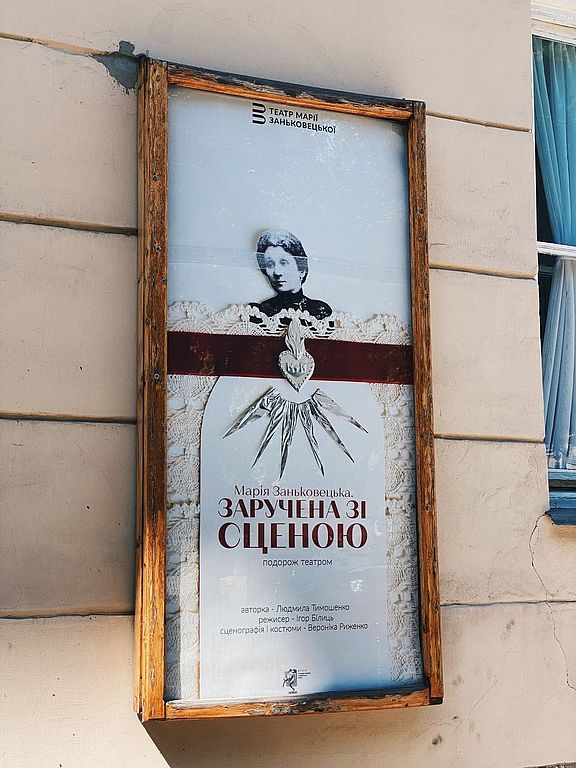 ТЕАТР МАРІЇ
ЗАНЬКОВЕЦЬКОЇ
Марія Заньковецька.
ЗАРУЧЕНА ЗІ
СЦЕНОЮ
подорож театром
авторка - Людмила Тимошенко
режисер - Ігор Білиць
сценографія і костюми - Вероніка Риженко